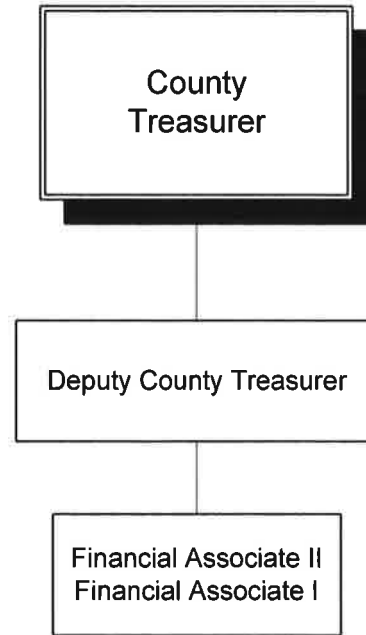 County
Treasurer
Deputy County Treasurer
Financial Associate II
Financial Associate I